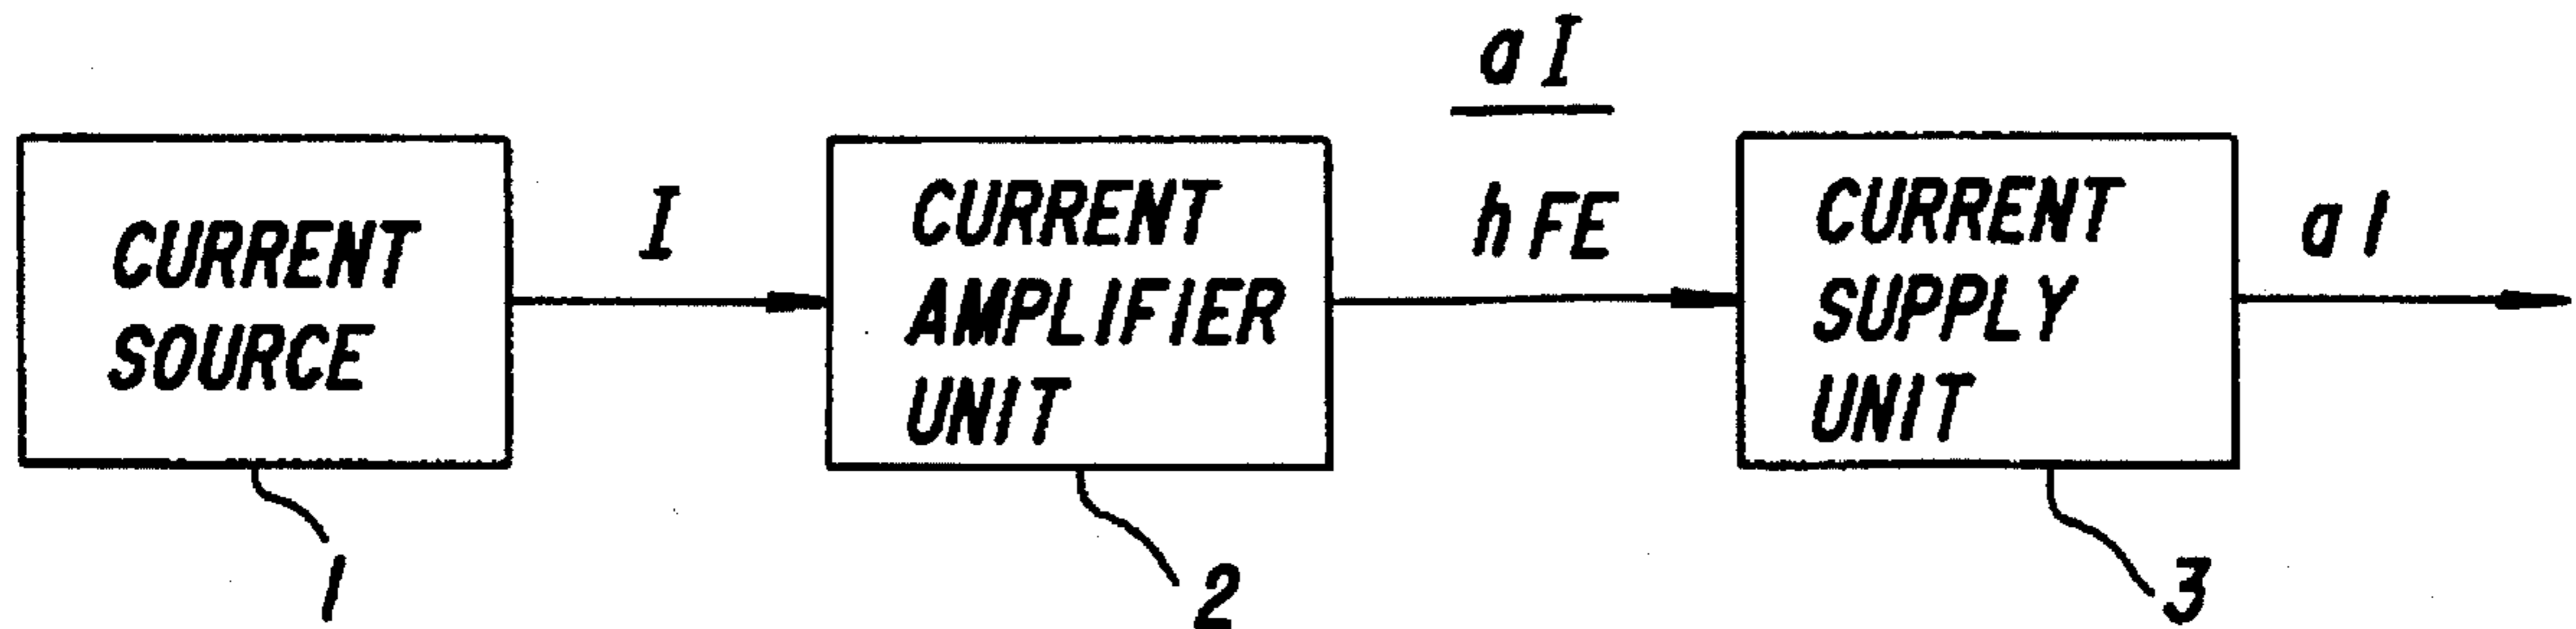 CURRENT
SOURCE
1
I
CURRENT
AMPLIFIER
UNIT
2
aI
hFE
CURRENT
SUPPLY
UNIT
3
aI